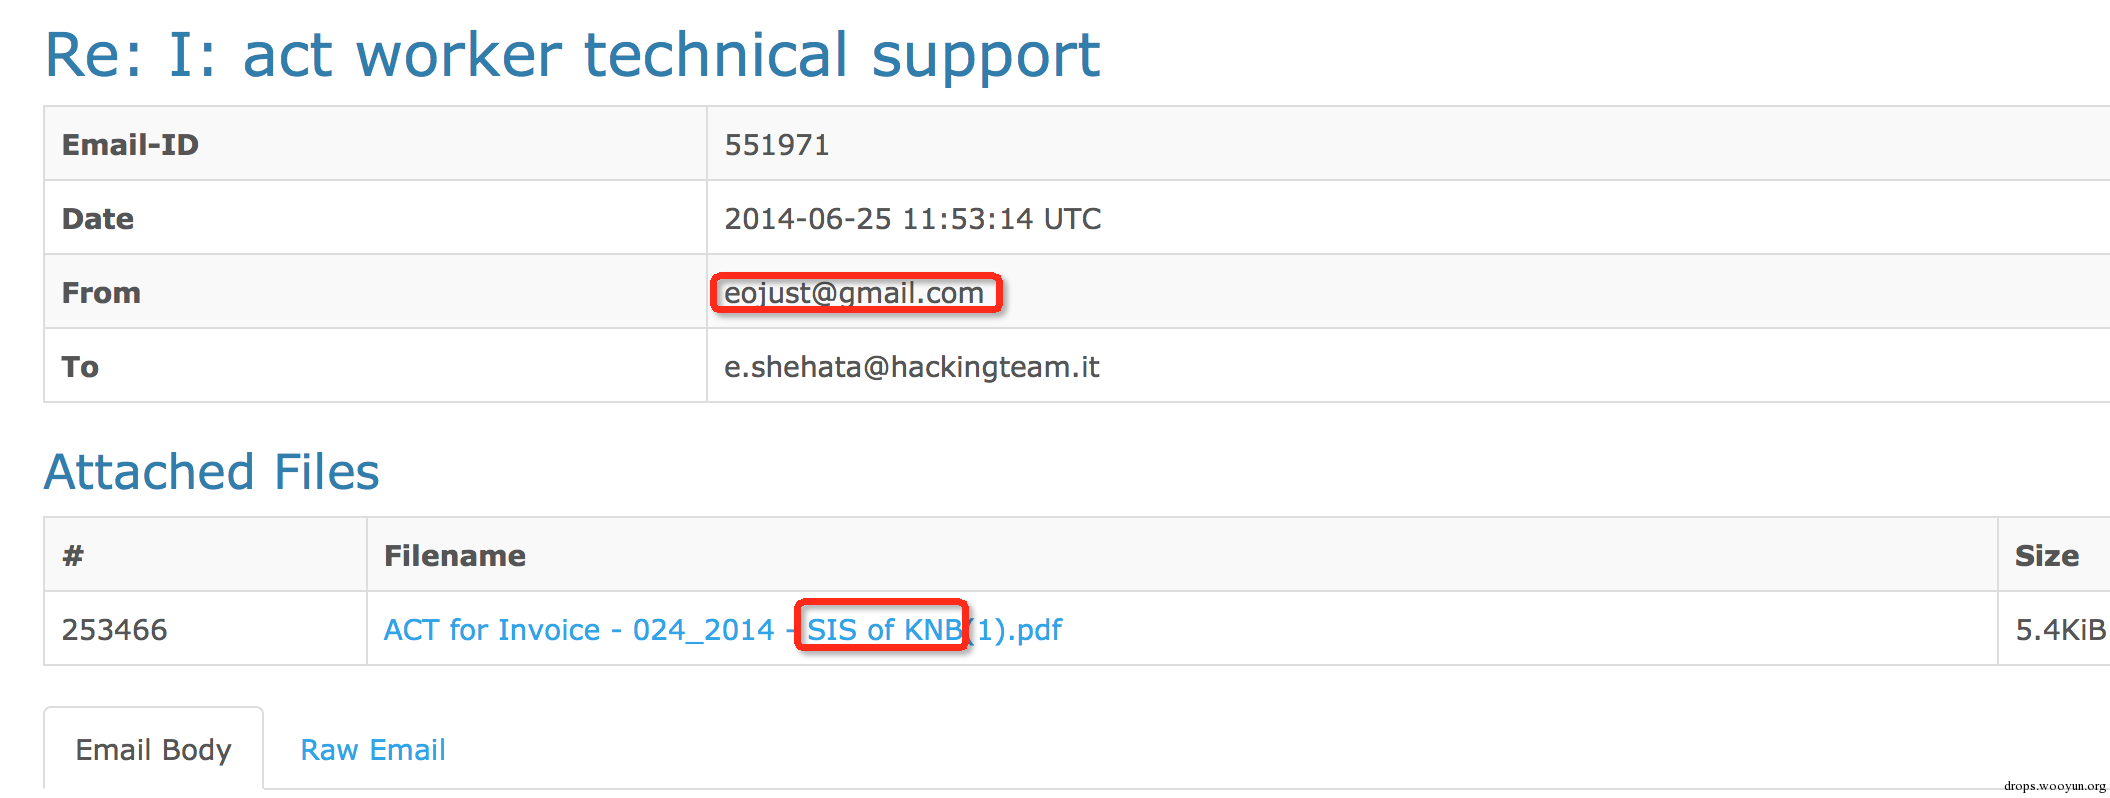 Re: I: act worker technical support
Email-ID 551971
Date 2014-06-25 11:53:14 UTC
From eojust@gmail.com
To e.shehata@hackingteam.it
Attached Files
# Filename Size
253466 ACT for Invoice - 024_2014 - SIS of KNB(1).pdf 5.4KiB
Email Body Raw Email
drops.wooyun.org